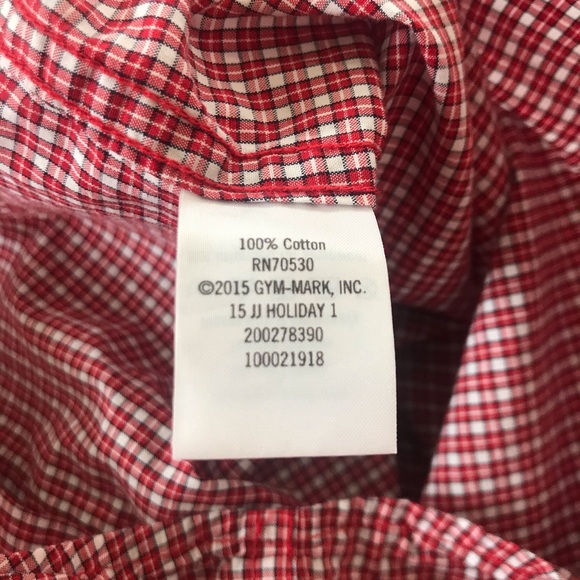 100% Cotton
RN70530
©2015 GYM-MARK, INC.
15 JJ HOLIDAY 1
200278390
100021918